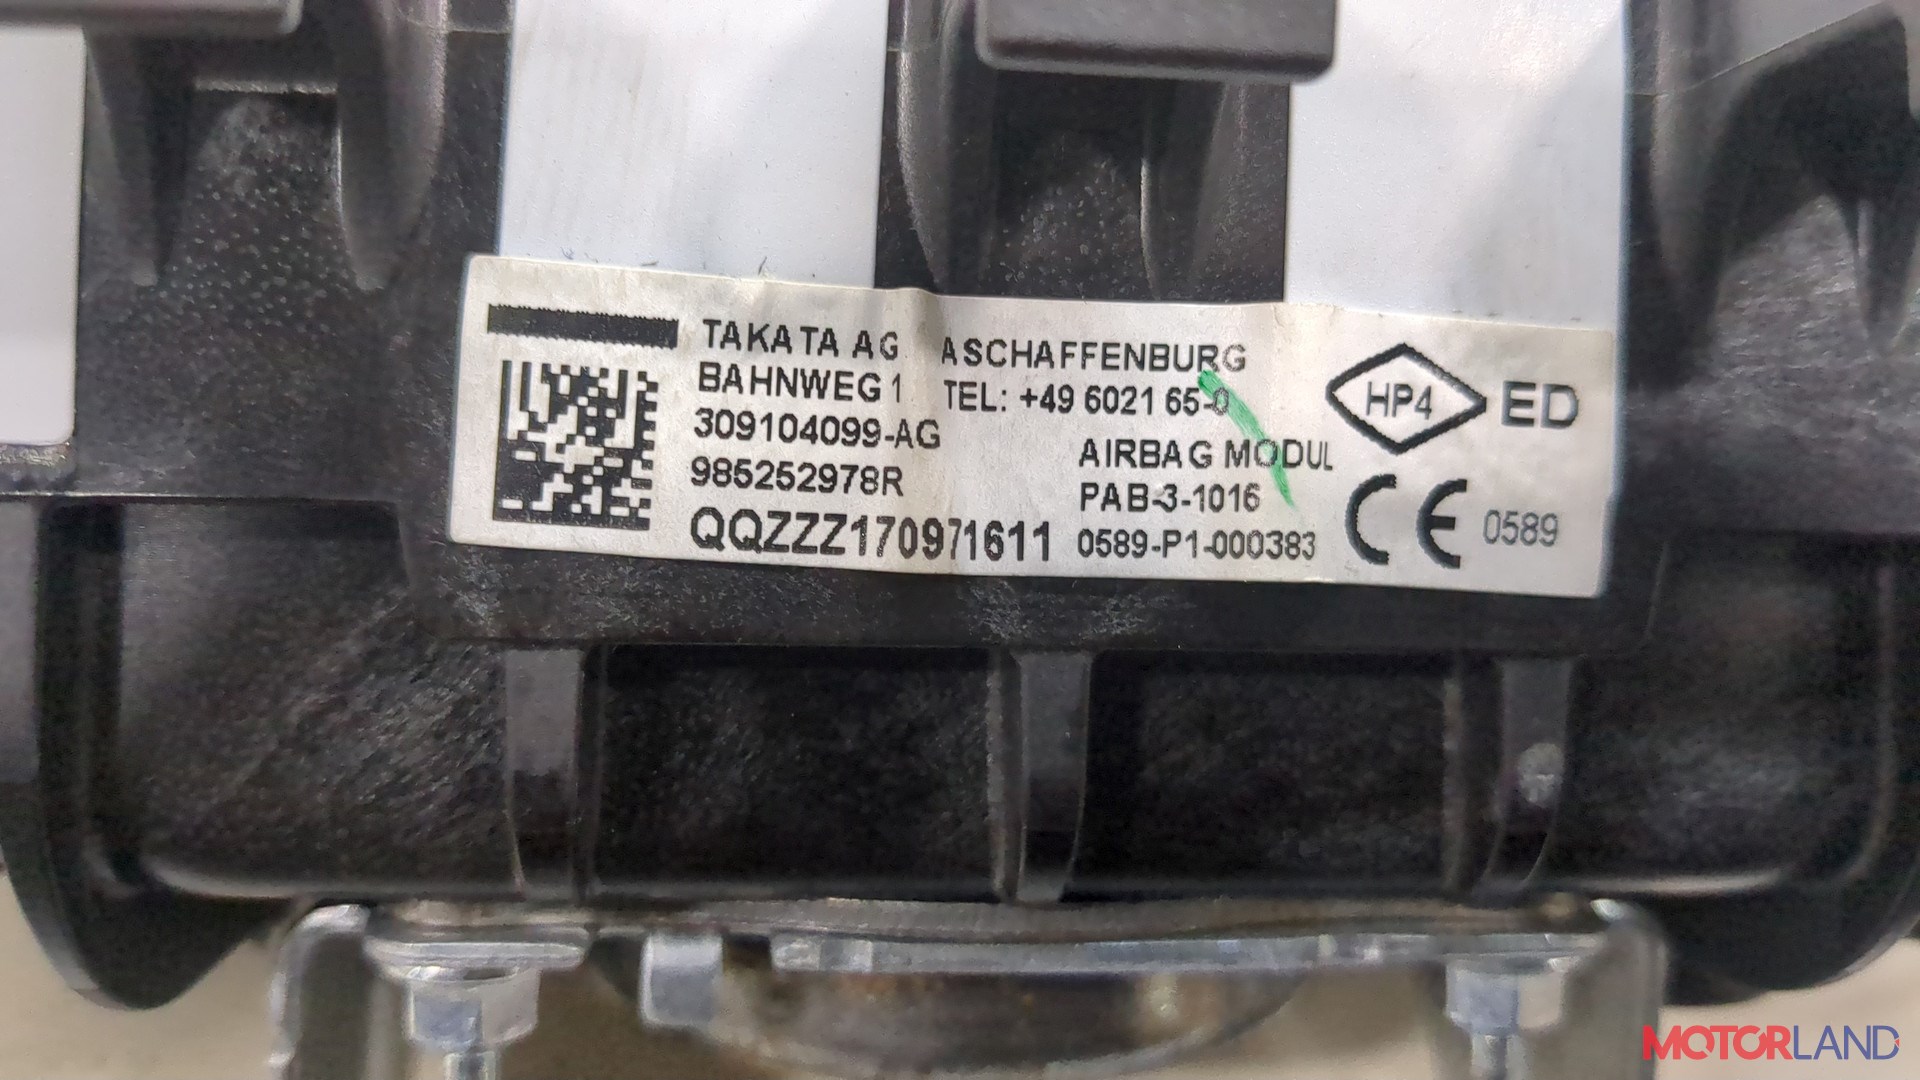 TAKATA AG ASCHAFFENBURG
BAHNWEG 1 TEL: +49 6021 65-0
309104099-AG
985252978R
QQZZZ170971611
AIRBAG MODUL
PAB-3-1016
0589-P1-000383
HP4 ED
CE 0589
MOTORLAND